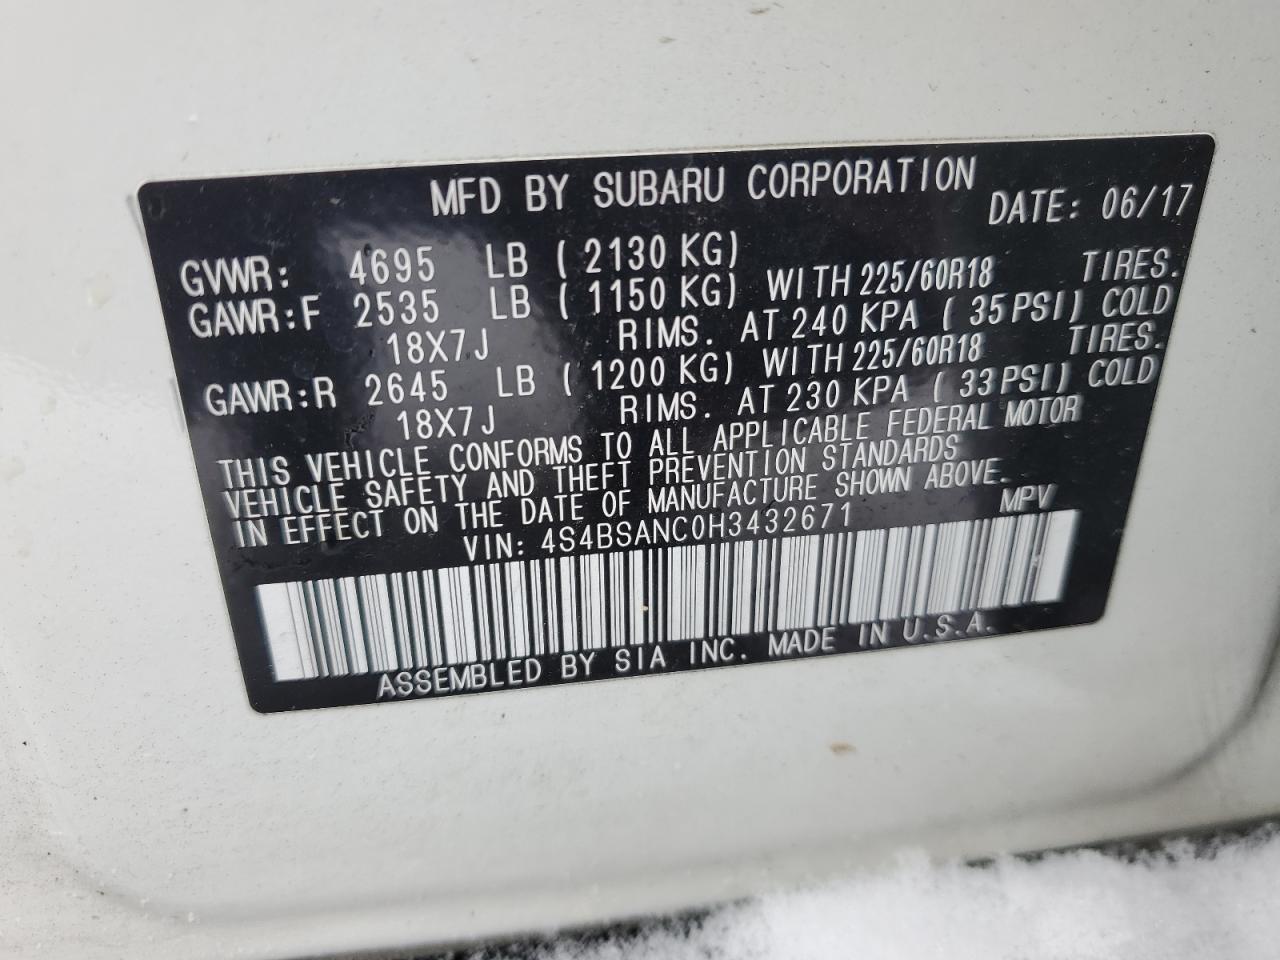 MFD BY SUBARU CORPORATION
DATE: 06/17
GVWR: 4695 LB ( 2130 KG)
GAWR:F 2535 LB ( 1150 KG) WITH 225/60R18 TIRES.
18X7J RIMS. AT 240 KPA ( 35 PSI) COLD
GAWR:R 2645 LB ( 1200 KG) WITH 225/60R18 TIRES.
18X7J RIMS. AT 230 KPA ( 33 PSI) COLD
THIS VEHICLE CONFORMS TO ALL APPLICABLE FEDERAL MOTOR
VEHICLE SAFETY AND THEFT PREVENTION STANDARDS
IN EFFECT ON THE DATE OF MANUFACTURE SHOWN ABOVE.
VIN: 4S4BSANC0H3432671 MPV
ASSEMBLED BY SIA INC. MADE IN U.S.A.